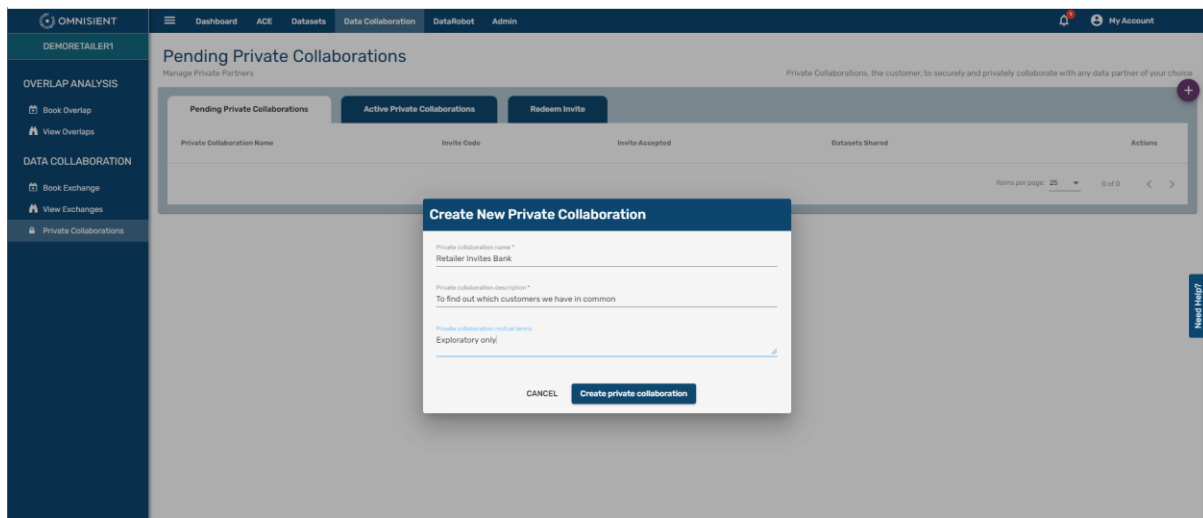 OMNISIENT
Dashboard ACE Datasets Data Collaboration DataRobot Admin
1
My Account
DEMORETAILER1
OVERLAP ANALYSIS
Book Overlap
View Overlaps
DATA COLLABORATION
Book Exchange
View Exchanges
Private Collaborations
Pending Private Collaborations
Manage Private Partners
Private Collaborations, the customer, to securely and privately collaborate with any data partner of your choice
+
Pending Private Collaborations Active Private Collaborations Redeem Invite
Private Collaboration Name Invite Code Invite Accepted Datasets Shared Actions
Items per page: 25 0 of 0
Create New Private Collaboration
Private collaboration name *
Retailer Invites Bank
Private collaboration description *
To find out which customers we have in common
Private collaboration mutual terms
Exploratory only
CANCEL Create private collaboration
Need Help?